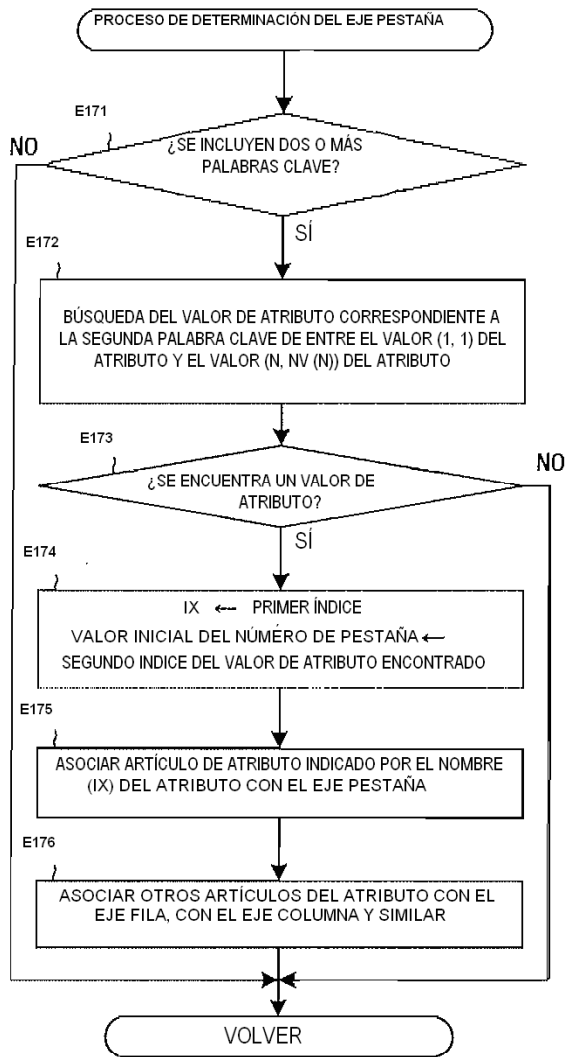 PROCESO DE DETERMINACIÓN DEL EJE PESTAÑA
E171
NO
¿SE INCLUYEN DOS O MÁS
PALABRAS CLAVE?
SÍ
E172
BÚSQUEDA DEL VALOR DE ATRIBUTO CORRESPONDIENTE A
LA SEGUNDA PALABRA CLAVE DE ENTRE EL VALOR (1, 1) DEL
ATRIBUTO Y EL VALOR (N, NV (N)) DEL ATRIBUTO
E173
NO
¿SE ENCUENTRA UN VALOR DE
ATRIBUTO?
SÍ
E174
IX ← PRIMER ÍNDICE
VALOR INICIAL DEL NÚMERO DE PESTAÑA ←
SEGUNDO INDICE DEL VALOR DE ATRIBUTO ENCONTRADO
E175
ASOCIAR ARTÍCULO DE ATRIBUTO INDICADO POR EL NOMBRE
(IX) DEL ATRIBUTO CON EL EJE PESTAÑA
E176
ASOCIAR OTROS ARTÍCULOS DEL ATRIBUTO CON EL
EJE FILA, CON EL EJE COLUMNA Y SIMILAR
VOLVER